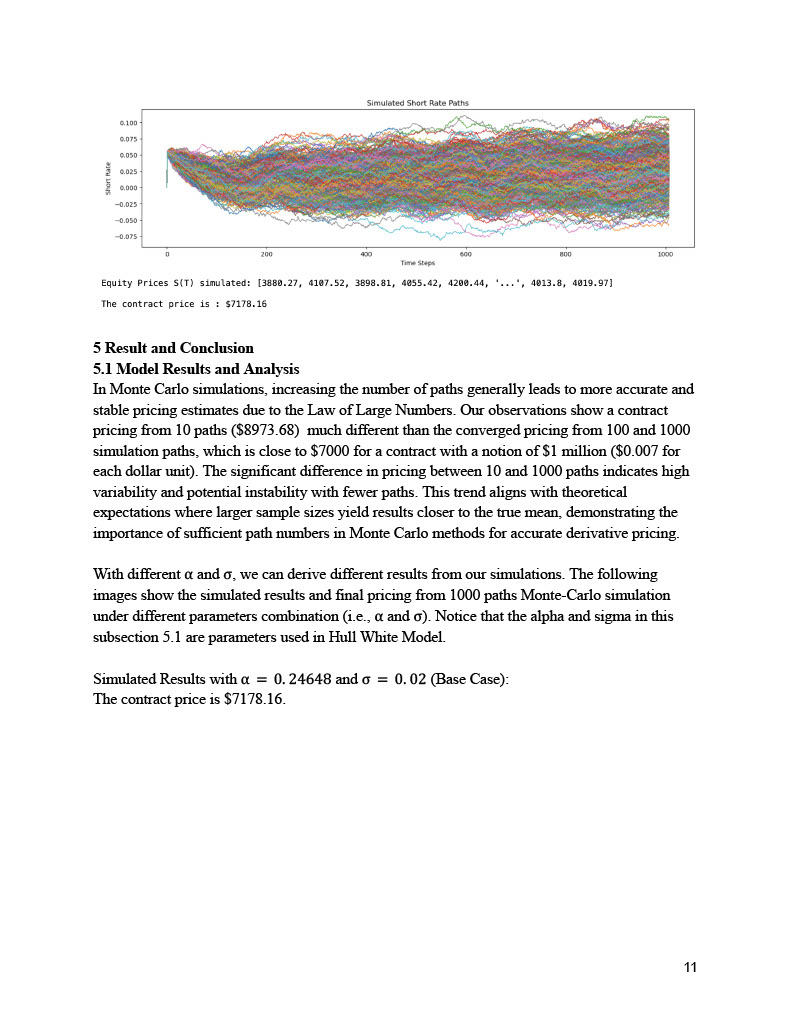 Simulated Short Rate Paths
0.100
0.075
0.050
0.025
0.000
−0.025
−0.050
−0.075
Short Rate
0 200 400 600 800 1000
Time Steps
Equity Prices S(T) simulated: [3880.27, 4107.52, 3898.81, 4055.42, 4200.44, '...', 4013.8, 4019.97]
The contract price is : $7178.16
5 Result and Conclusion
5.1 Model Results and Analysis
In Monte Carlo simulations, increasing the number of paths generally leads to more accurate and
stable pricing estimates due to the Law of Large Numbers. Our observations show a contract
pricing from 10 paths ($8973.68)  much different than the converged pricing from 100 and 1000
simulation paths, which is close to $7000 for a contract with a notion of $1 million ($0.007 for
each dollar unit). The significant difference in pricing between 10 and 1000 paths indicates high
variability and potential instability with fewer paths. This trend aligns with theoretical
expectations where larger sample sizes yield results closer to the true mean, demonstrating the
importance of sufficient path numbers in Monte Carlo methods for accurate derivative pricing.
With different α and σ, we can derive different results from our simulations. The following
images show the simulated results and final pricing from 1000 paths Monte-Carlo simulation
under different parameters combination (i.e., α and σ). Notice that the alpha and sigma in this
subsection 5.1 are parameters used in Hull White Model.
Simulated Results with α = 0. 24648 and σ = 0. 02 (Base Case):
The contract price is $7178.16.
11